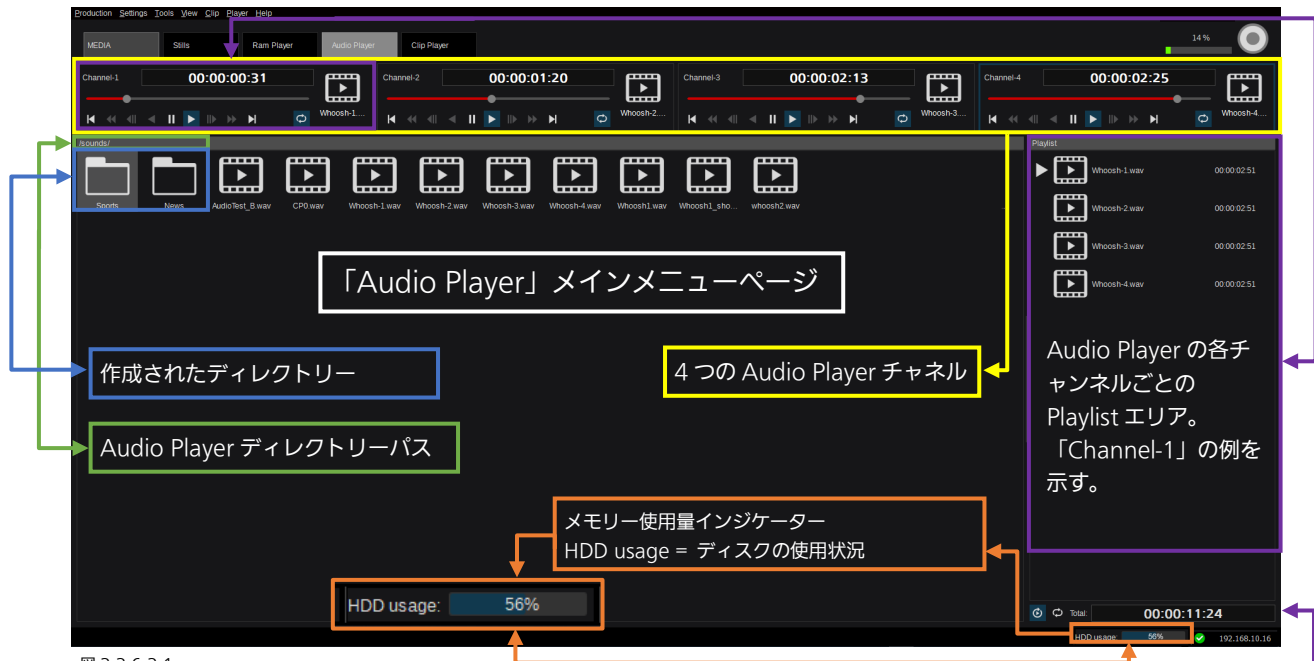 Production Settings Tools View Clip Player Help
MEDIA Stills Ram Player Audio Player Clip Player 14 %
Channel-1 00:00:00:31 Channel-2 00:00:01:20 Channel-3 00:00:02:13 Channel-4 00:00:02:25
Whoosh-1.... Whoosh-2.... Whoosh-3.... Whoosh-4....
/sounds/ Playlist
Sports News AudioTest_B.wav CP0.wav Whoosh-1.wav Whoosh-2.wav Whoosh-3.wav Whoosh-4.wav Whoosh1.wav Whoosh1_sho... whoosh2.wav
Whoosh-1.wav 00:00:02:51
Whoosh-2.wav 00:00:02:51
Whoosh-3.wav 00:00:02:51
Whoosh-4.wav 00:00:02:51
「Audio Player」メインメニューページ
作成されたディレクトリー
4 つの Audio Player チャネル
Audio Player ディレクトリーパス
Audio Player の各チ
ャンネルごとの
Playlist エリア。
「Channel-1」の例を
示す。
メモリー使用量インジケーター
HDD usage = ディスクの使用状況
HDD usage: 56%
Total: 00:00:11:24
HDD usage: 56% 192.168.10.16